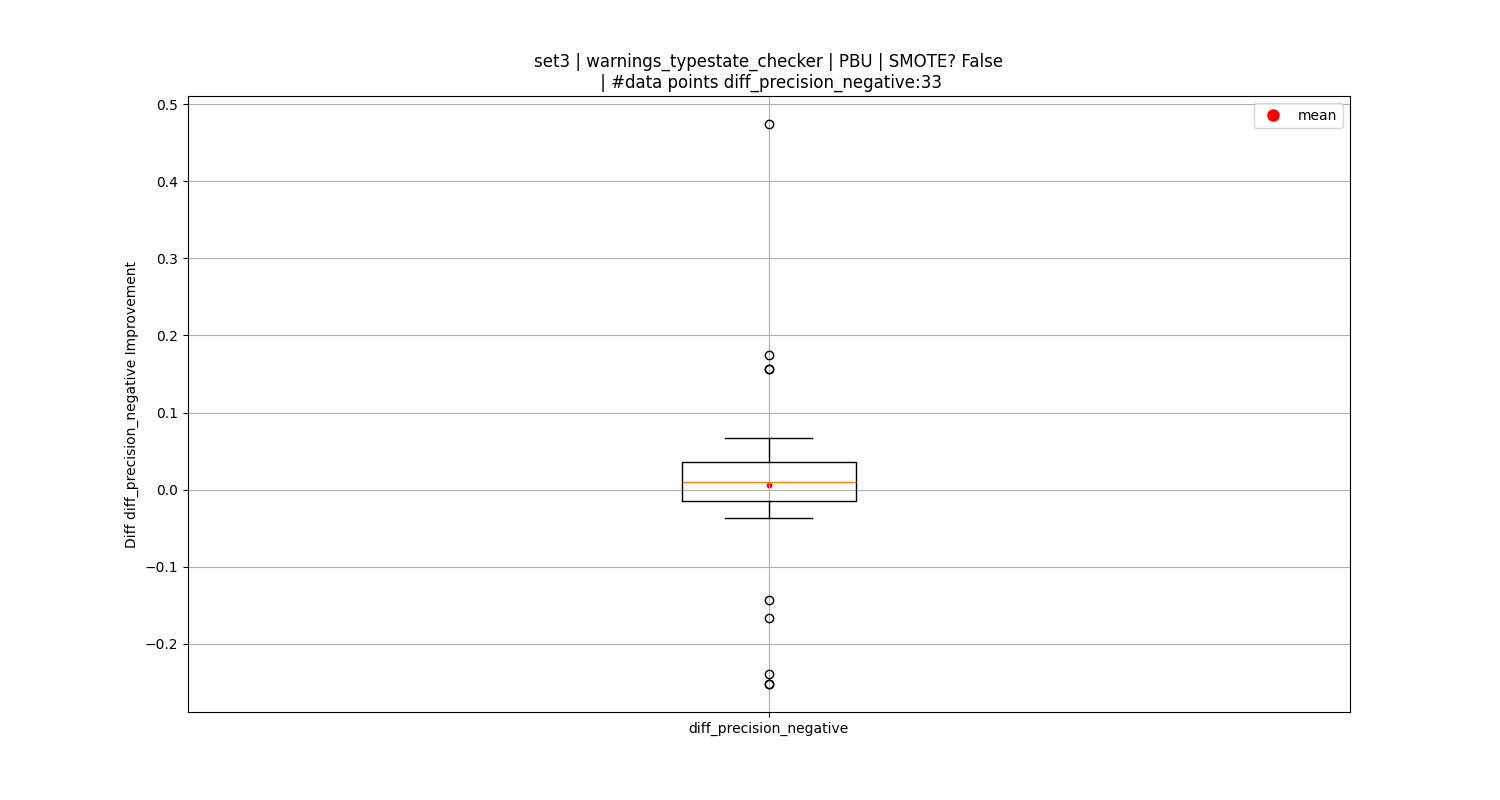 set3 | warnings_typestate_checker | PBU | SMOTE? False
| #data points diff_precision_negative:33
mean
Diff diff_precision_negative Improvement
0.5
0.4
0.3
0.2
0.1
0.0
−0.1
−0.2
diff_precision_negative